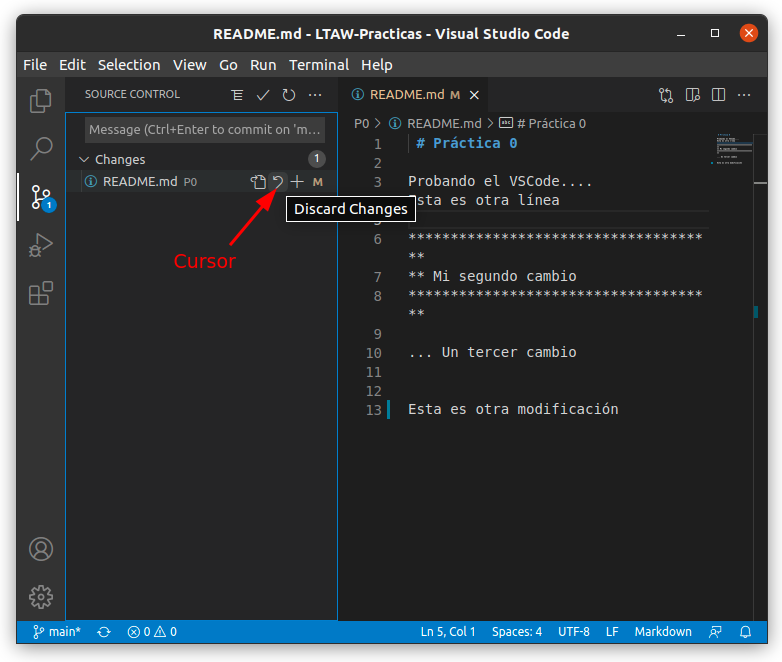 README.md - LTAW-Practicas - Visual Studio Code
File Edit Selection View Go Run Terminal Help
SOURCE CONTROL
README.md M
Message (Ctrl+Enter to commit on 'm...
P0 > README.md > # Práctica 0
Changes 1
README.md P0 M
Discard Changes
Cursor
1
1 # Práctica 0
2
3 Probando el VSCode....
Esta es otra línea
6 ***********************************
**
7 ** Mi segundo cambio
8 ***********************************
**
9
10 ... Un tercer cambio
11
12
13 Esta es otra modificación
main* 0 0 Ln 5, Col 1 Spaces: 4 UTF-8 LF Markdown